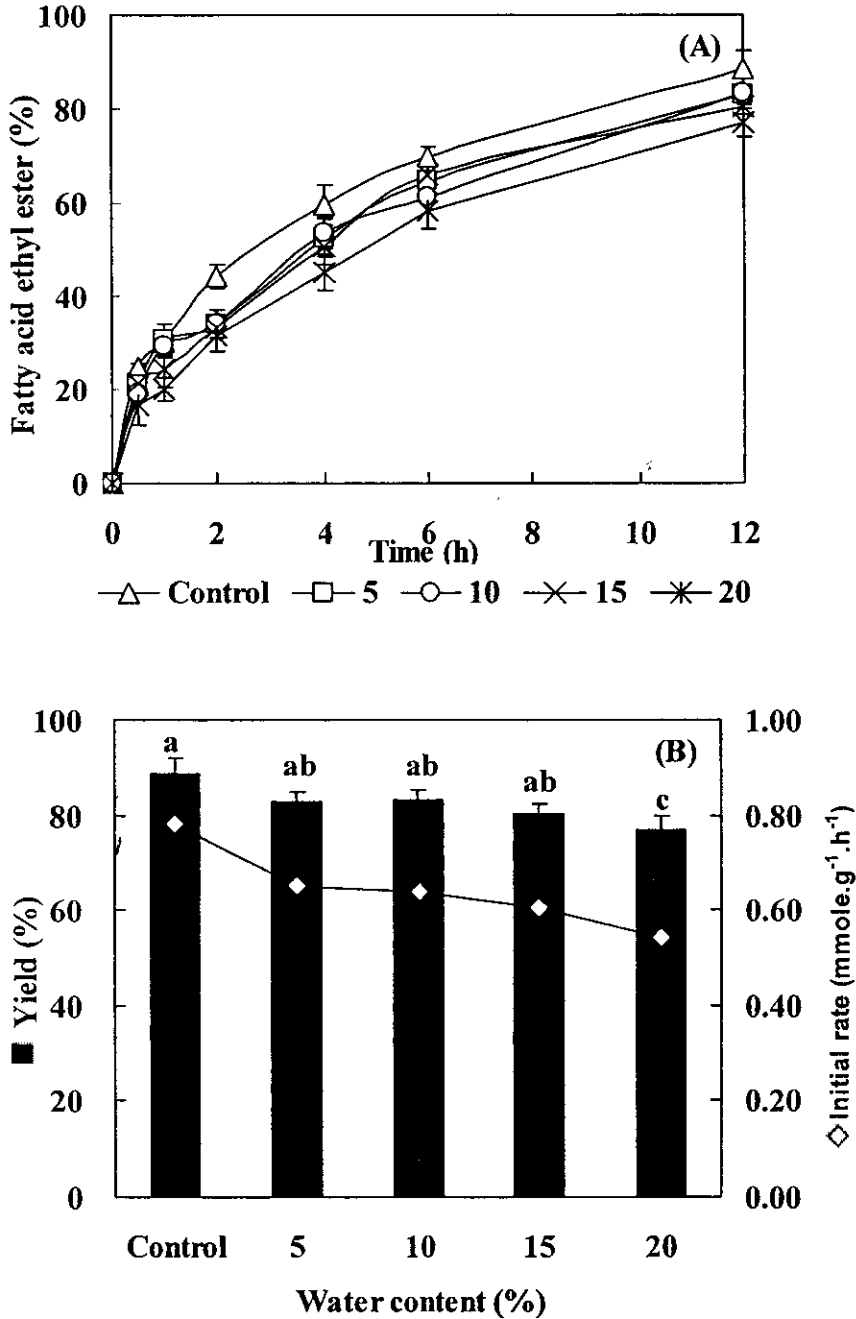 100
(A)
80
60
40
20
0
Fatty acid ethyl ester (%)
0 2 4 6 8 10 12
Time (h)
Control 5 10 15 20
100 1.00
(B)
a ab ab ab c
80 0.80
60 0.60
40 0.40
20 0.20
0 0.00
Yield (%)
Initial rate (mmole.g⁻¹.h⁻¹)
Control 5 10 15 20
Water content (%)